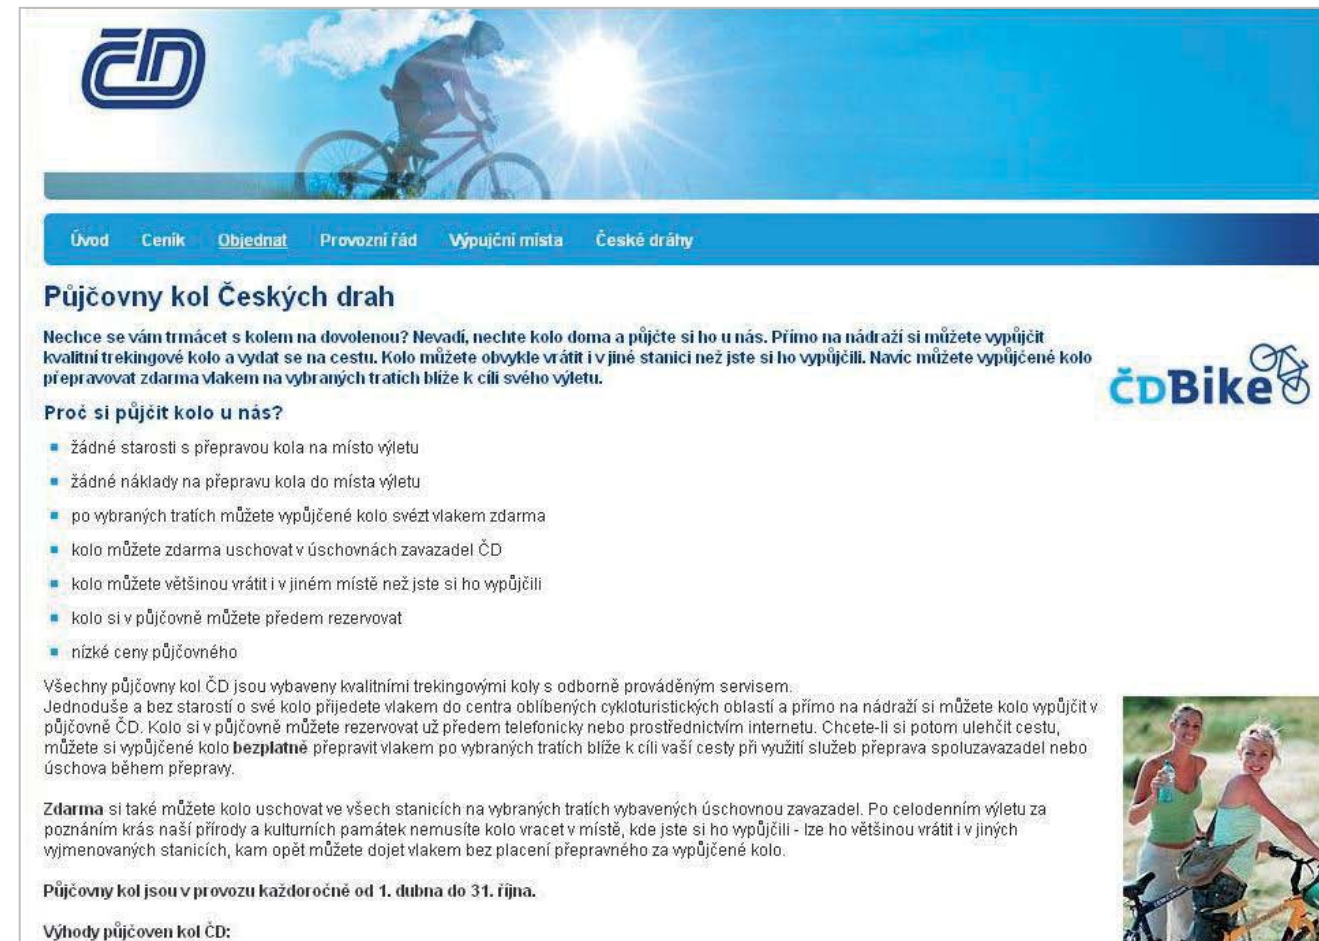 ČD
Úvod Ceník Objednat Provozní řád Výpujční místa České dráhy
Půjčovny kol Českých drah
Nechce se vám trmácet s kolem na dovolenou? Nevadí, nechte kolo doma a půjčte si ho u nás. Přímo na nádraží si můžete vypůjčit
kvalitní trekingové kolo a vydat se na cestu. Kolo můžete obvykle vrátit i v jiné stanici než jste si ho vypůjčili. Navíc můžete vypůjčené kolo
přepravovat zdarma vlakem na vybraných tratích blíže k cíli svého výletu.
ČDBike
Proč si půjčit kolo u nás?
žádné starosti s přepravou kola na místo výletu
žádné náklady na přepravu kola do místa výletu
po vybraných tratích můžete vypůjčené kolo svézt vlakem zdarma
kolo můžete zdarma uschovat v úschovnách zavazadel ČD
kolo můžete většinou vrátit i v jiném místě než jste si ho vypůjčili
kolo si v půjčovně můžete předem rezervovat
nízké ceny půjčovného
Všechny půjčovny kol ČD jsou vybaveny kvalitními trekingovými koly s odborně prováděným servisem.
Jednoduše a bez starostí o své kolo přijedete vlakem do centra oblíbených cykloturistických oblastí a přímo na nádraží si můžete kolo vypůjčit v
půjčovně ČD. Kolo si v půjčovně můžete rezervovat už předem telefonicky nebo prostřednictvím internetu. Chcete-li si potom ulehčit cestu,
můžete si vypůjčené kolo bezplatně přepravit vlakem po vybraných tratích blíže k cíli vaší cesty při využití služeb přeprava spoluzavazadel nebo
úschova během přepravy.
Zdarma si také můžete kolo uschovat ve všech stanicích na vybraných tratích vybavených úschovnou zavazadel. Po celodenním výletu za
poznáním krás naší přírody a kulturních památek nemusíte kolo vracet v místě, kde jste si ho vypůjčili - lze ho většinou vrátit i v jiných
vyjmenovaných stanicích, kam opět můžete dojet vlakem bez placení přepravného za vypůjčené kolo.
Půjčovny kol jsou v provozu každoročně od 1. dubna do 31. října.
Výhody půjčoven kol ČD: